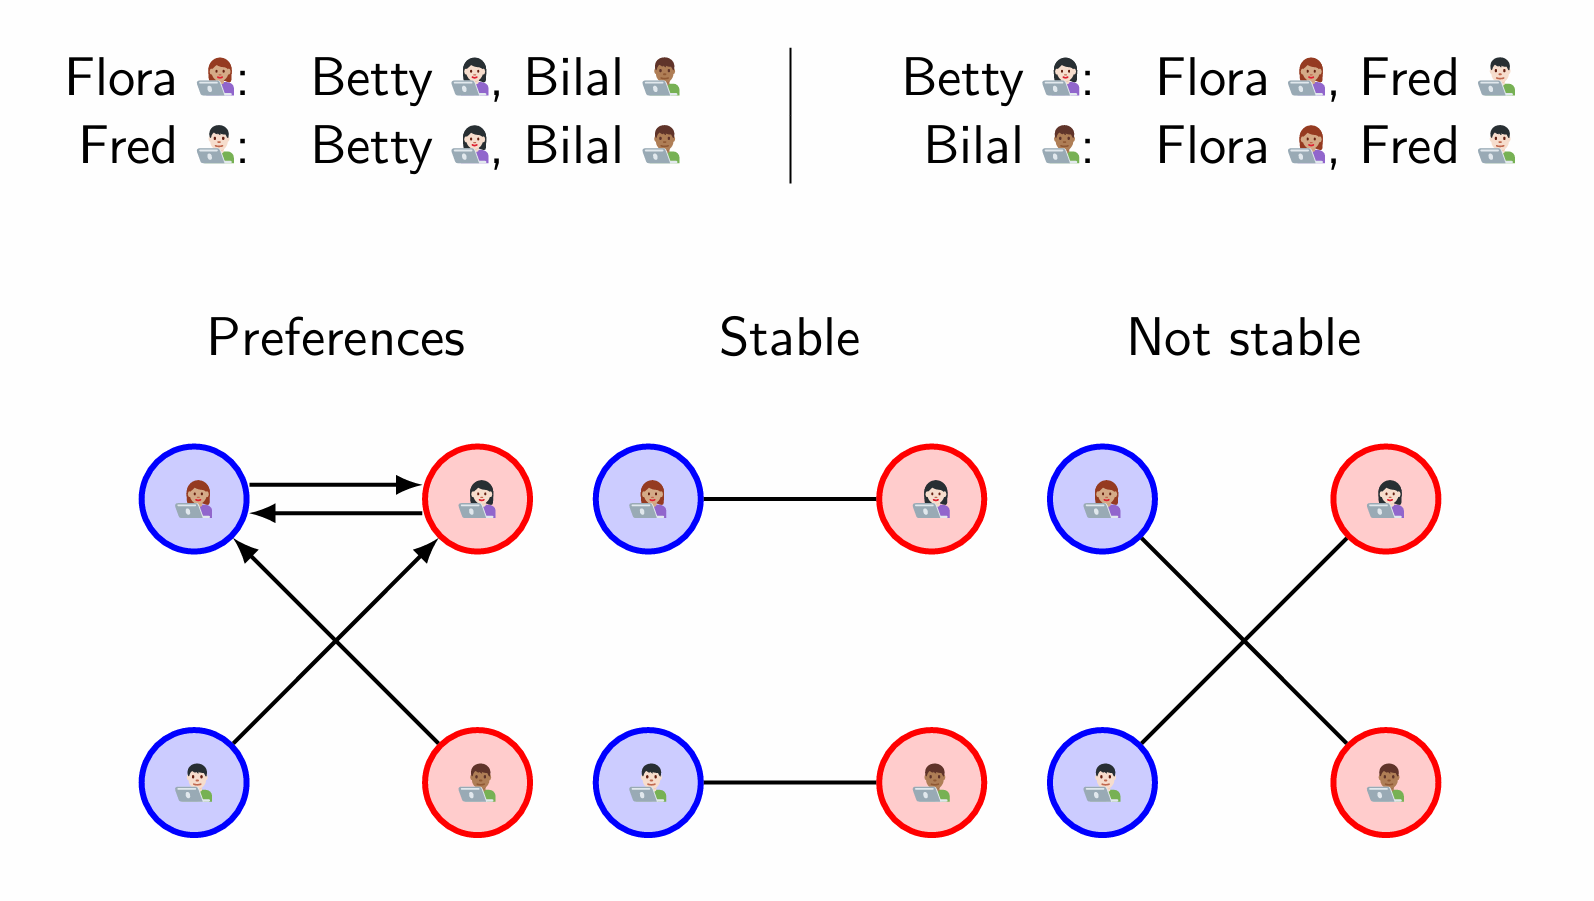 Flora 👩🏽‍💻: Betty 👩🏻‍💻, Bilal 👨🏾‍💻
Fred 👨🏻‍💻: Betty 👩🏻‍💻, Bilal 👨🏾‍💻
Betty 👩🏻‍💻: Flora 👩🏽‍💻, Fred 👨🏻‍💻
Bilal 👨🏾‍💻: Flora 👩🏽‍💻, Fred 👨🏻‍💻
Preferences
Stable
Not stable